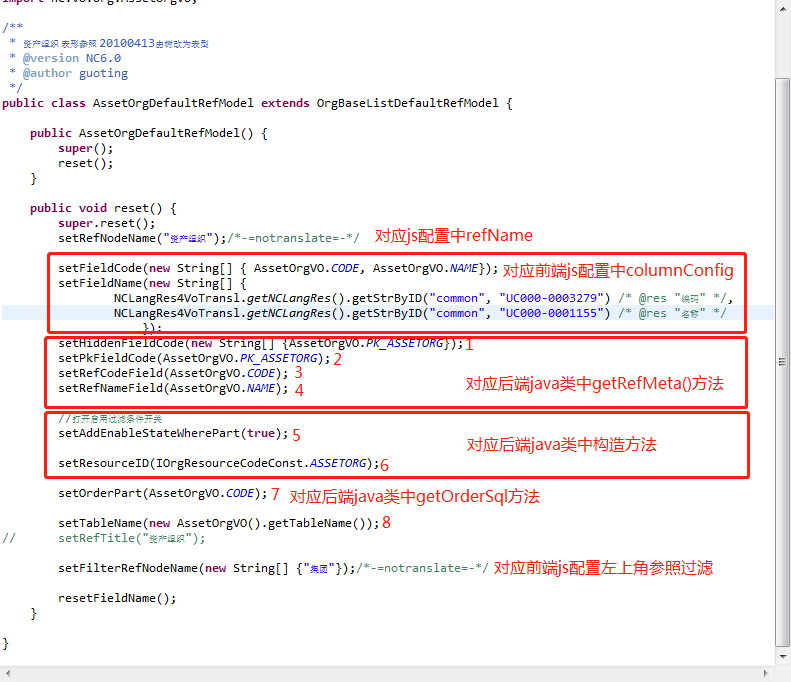 import nc.vo.org.AssetOrgVO;
/**
 * 资产组织 表形参照 20100413由树改为表型
 * @version NC6.0
 * @author guoting
 */
public class AssetOrgDefaultRefModel extends OrgBaseListDefaultRefModel {
public AssetOrgDefaultRefModel() {
super();
reset();
}
public void reset() {
super.reset();
setRefNodeName("资产组织");/*-=notranslate=-*/ 对应js配置中refName
setFieldCode(new String[] { AssetOrgVO.CODE, AssetOrgVO.NAME}); 对应前端js配置中columnConfig
setFieldName(new String[] {
NCLangRes4VoTransl.getNCLangRes().getStrByID("common", "UC000-0003279") /* @res "编码" */,
NCLangRes4VoTransl.getNCLangRes().getStrByID("common", "UC000-0001155") /* @res "名称" */
});
setHiddenFieldCode(new String[] {AssetOrgVO.PK_ASSETORG}); 1
setPkFieldCode(AssetOrgVO.PK_ASSETORG); 2
setRefCodeField(AssetOrgVO.CODE); 3
setRefNameField(AssetOrgVO.NAME); 4 对应后端java类中getRefMeta()方法
//打开启用过滤条件开关
setAddEnableStateWherePart(true); 5 对应后端java类中构造方法
setResourceID(IOrgResourceCodeConst.ASSETORG); 6
setOrderPart(AssetOrgVO.CODE); 7 对应后端java类中getOrderSql方法
setTableName(new AssetOrgVO().getTableName()); 8
// setRefTitle("资产组织");
setFilterRefNodeName(new String[] {"集团"});/*-=notranslate=-*/ 对应前端js配置左上角参照过滤
resetFieldName();
}
}